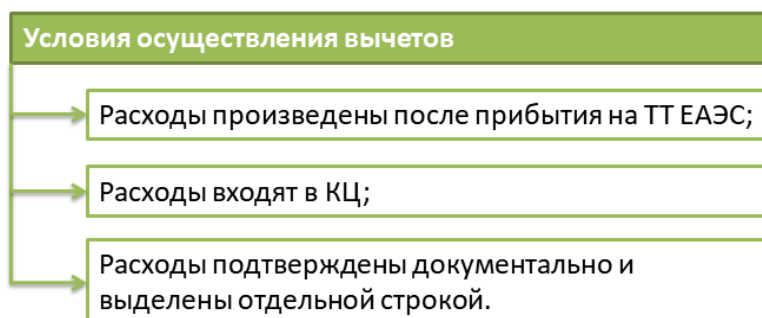 Условия осуществления вычетов
Расходы произведены после прибытия на ТТ ЕАЭС;
Расходы входят в КЦ;
Расходы подтверждены документально и
выделены отдельной строкой.